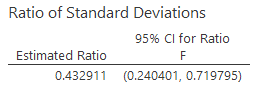 Ratio of Standard Deviations
95% CI for Ratio
Estimated Ratio F
0.432911 (0.240401, 0.719795)